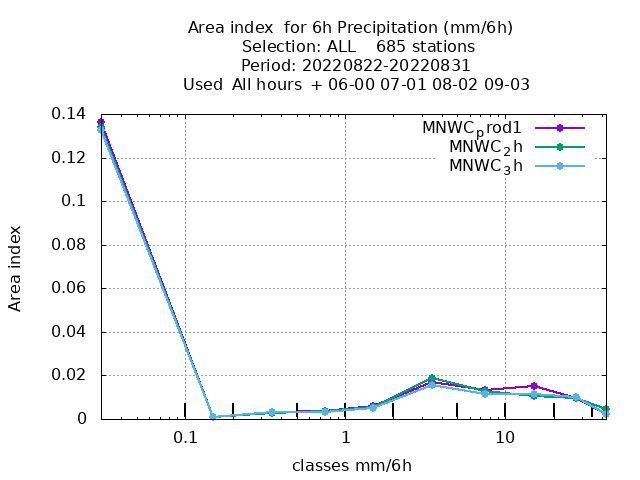 Area index  for 6h Precipitation (mm/6h)
Selection: ALL    685 stations
Period: 20220822-20220831
Used  All hours  + 06-00 07-01 08-02 09-03
0.14
0.12
0.1
0.08
0.06
0.04
0.02
0
Area index
MNWC_prod1
MNWC_2h
MNWC_3h
0.1
1
10
classes mm/6h